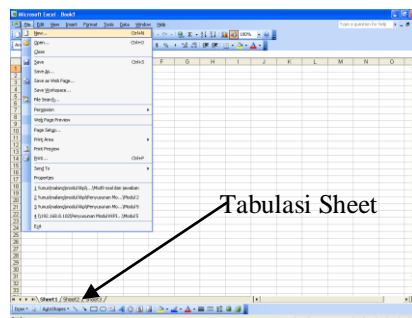 Microsoft Excel - Book1
File Edit View Insert Format Tools Data Window Help
Type a question for help
New... Ctrl+N
Open... Ctrl+O
Close
Save Ctrl+S
Save As...
Save as Web Page...
Save Workspace...
File Search...
Permission
Web Page Preview
Page Setup...
Print Area
Print Preview
Print... Ctrl+P
Send To
Properties
Exit
100%
F G H I J K L M N O
Tabulasi Sheet
Sheet1 Sheet2 Sheet3
Draw AutoShapes